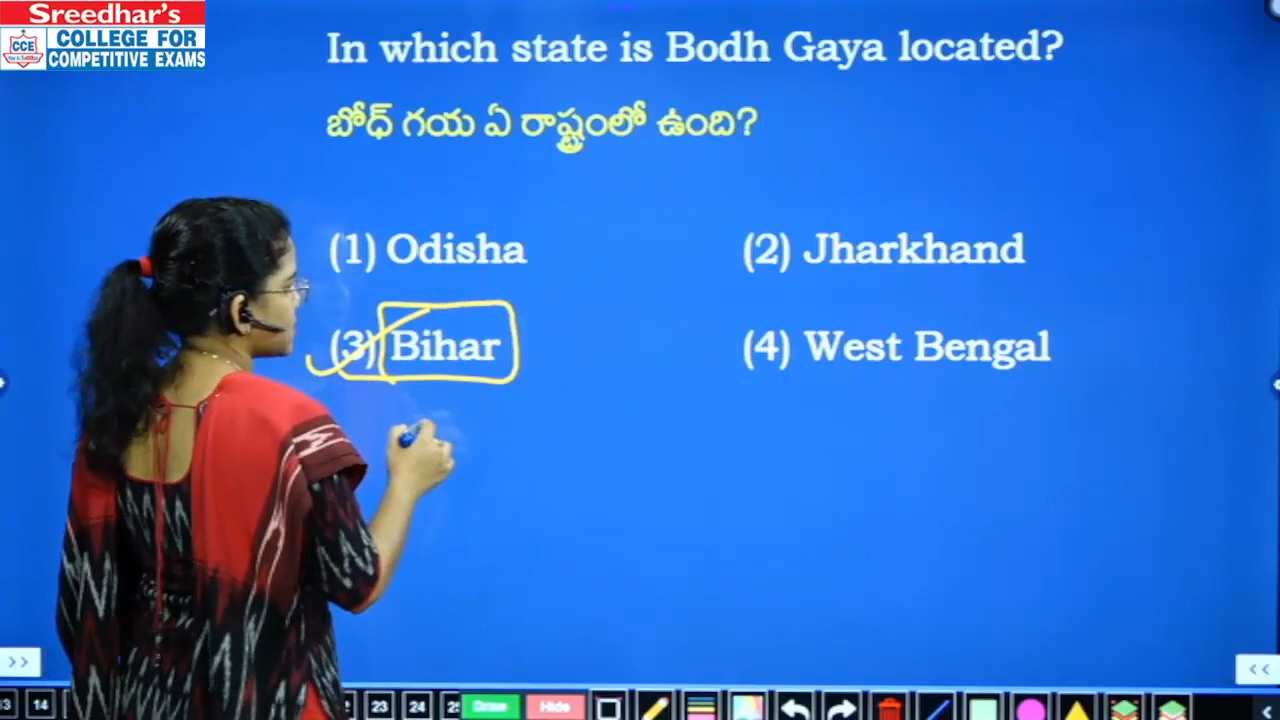 Sreedhar's
CCE
COLLEGE FOR
COMPETITIVE EXAMS
In which state is Bodh Gaya located?
బోధ్ గయ ఏ రాష్ట్రంలో ఉంది?
(1) Odisha
(2) Jharkhand
(3) Bihar
(4) West Bengal
>>
<<
14
23
24
Draw
Hide